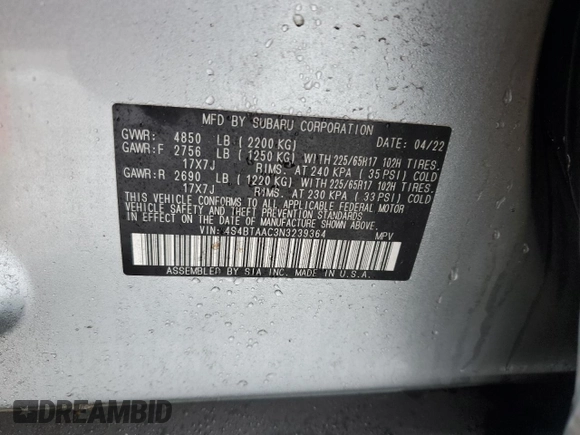 MFD BY SUBARU CORPORATION
GVWR: 4850 LB ( 2200 KG) DATE: 04/22
GAWR:F 2756 LB ( 1250 KG) WITH 225/65R17 102H TIRES.
17X7J RIMS. AT 240 KPA ( 35 PSI) COLD
GAWR:R 2690 LB ( 1220 KG) WITH 225/65R17 102H TIRES.
17X7J RIMS. AT 230 KPA ( 33 PSI) COLD
THIS VEHICLE CONFORMS TO ALL APPLICABLE FEDERAL MOTOR
VEHICLE SAFETY, BUMPER, AND THEFT PREVENTION STANDARDS
IN EFFECT ON THE DATE OF MANUFACTURE SHOWN ABOVE.
VIN: 4S4BTAAC3N3239364 MPV
ASSEMBLED BY SIA INC. MADE IN U.S.A.
DREAMBID